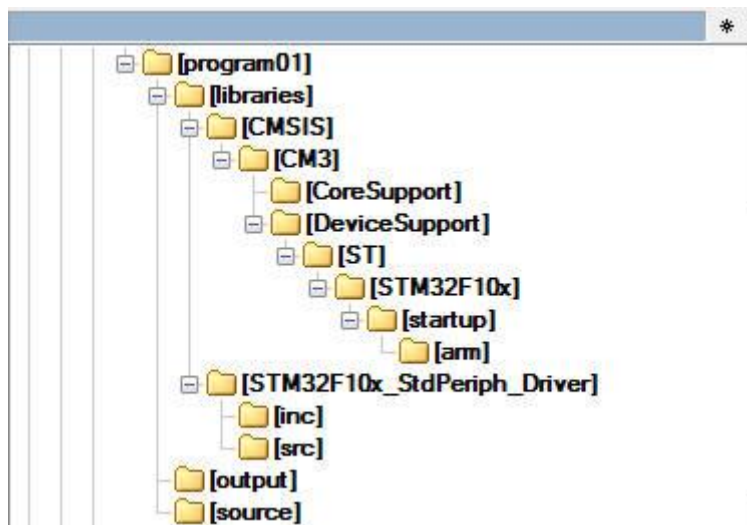 [program01]
[libraries]
[CMSIS]
[CM3]
[CoreSupport]
[DeviceSupport]
[ST]
[STM32F10x]
[startup]
[arm]
[STM32F10x_StdPeriph_Driver]
[inc]
[src]
[output]
[source]